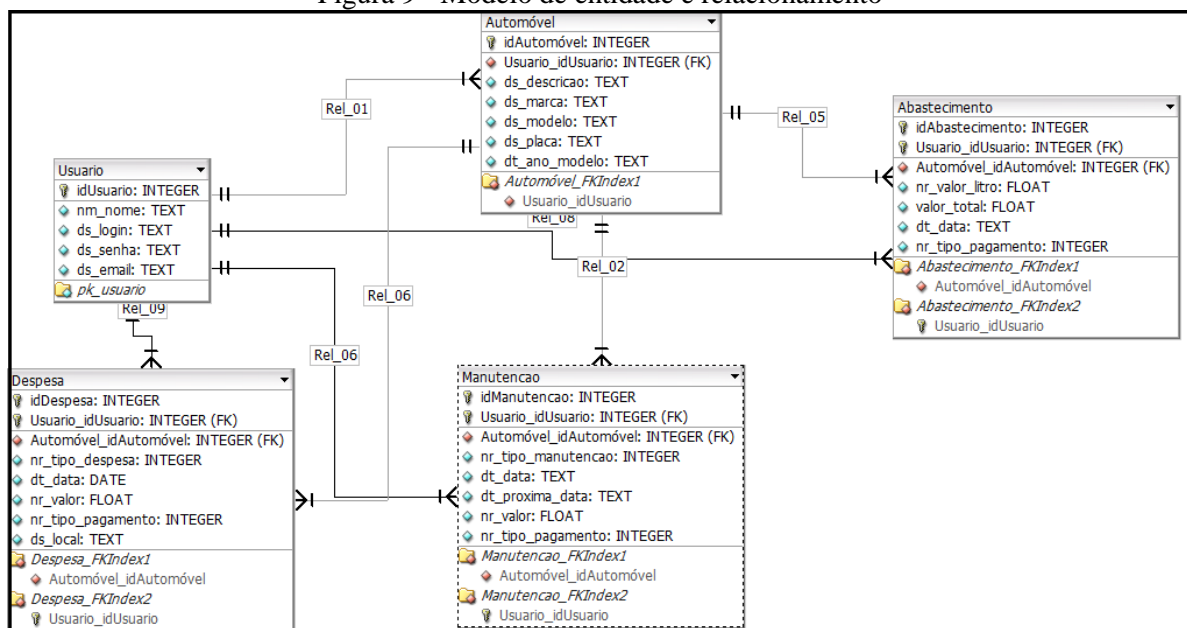 Figura 9 - Modelo de entidade e relacionamento
Automóvel
idAutomóvel: INTEGER
Usuario_idUsuario: INTEGER (FK)
ds_descricao: TEXT
ds_marca: TEXT
ds_modelo: TEXT
ds_placa: TEXT
dt_ano_modelo: TEXT
Automóvel_FKIndex1
Usuario_idUsuario
Rel_01
Rel_05
Abastecimento
idAbastecimento: INTEGER
Usuario_idUsuario: INTEGER (FK)
Automóvel_idAutomóvel: INTEGER (FK)
nr_valor_litro: FLOAT
valor_total: FLOAT
dt_data: TEXT
nr_tipo_pagamento: INTEGER
Abastecimento_FKIndex1
Automóvel_idAutomóvel
Abastecimento_FKIndex2
Usuario_idUsuario
Usuario
idUsuario: INTEGER
nm_nome: TEXT
ds_login: TEXT
ds_senha: TEXT
ds_email: TEXT
pk_usuario
Rel_08
Rel_02
Rel_06
Rel_09
Rel_06
Despesa
idDespesa: INTEGER
Usuario_idUsuario: INTEGER (FK)
Automóvel_idAutomóvel: INTEGER (FK)
nr_tipo_despesa: INTEGER
dt_data: DATE
nr_valor: FLOAT
nr_tipo_pagamento: INTEGER
ds_local: TEXT
Despesa_FKIndex1
Automóvel_idAutomóvel
Despesa_FKIndex2
Usuario_idUsuario
Manutencao
idManutencao: INTEGER
Usuario_idUsuario: INTEGER (FK)
Automóvel_idAutomóvel: INTEGER (FK)
nr_tipo_manutencao: INTEGER
dt_data: TEXT
dt_proxima_data: TEXT
nr_valor: FLOAT
nr_tipo_pagamento: INTEGER
Manutencao_FKIndex1
Automóvel_idAutomóvel
Manutencao_FKIndex2
Usuario_idUsuario